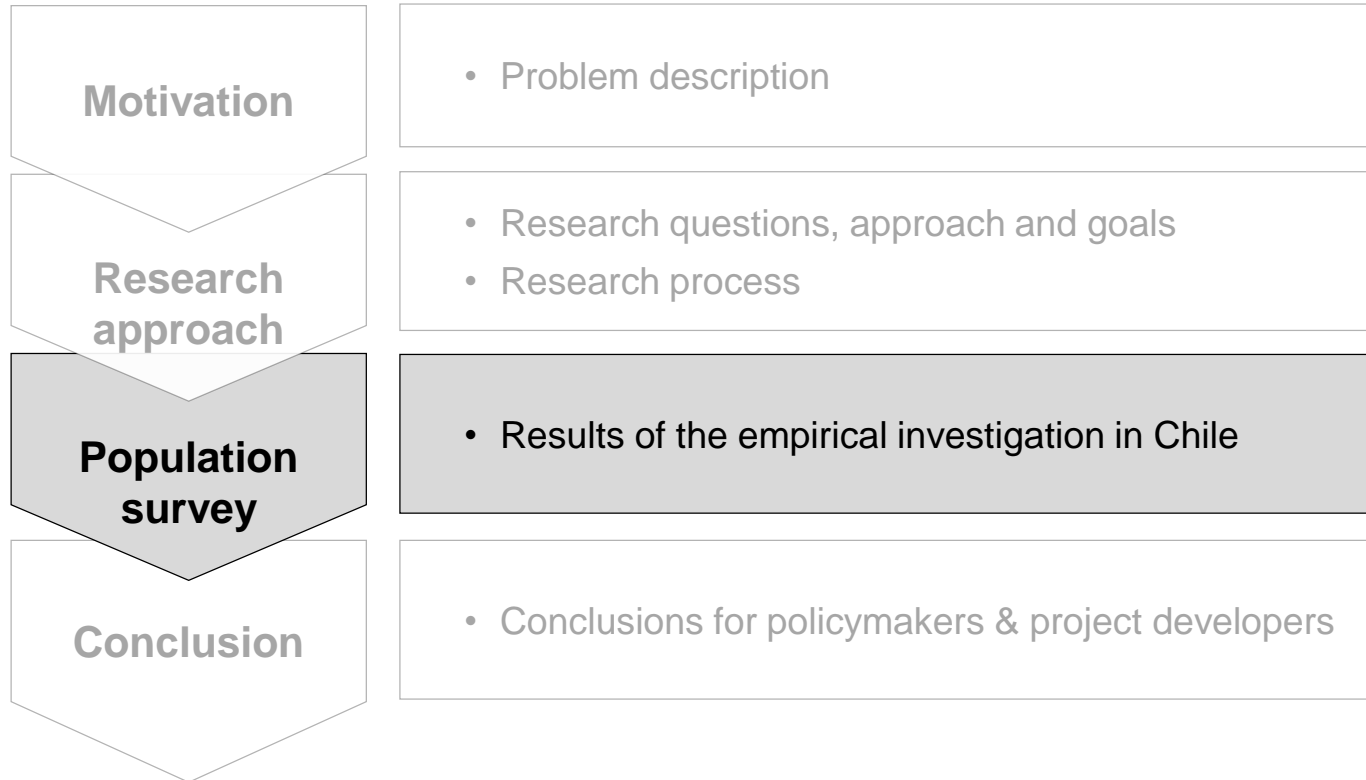 Motivation
• Problem description
Research
approach
• Research questions, approach and goals
• Research process
Population
survey
• Results of the empirical investigation in Chile
Conclusion
• Conclusions for policymakers & project developers